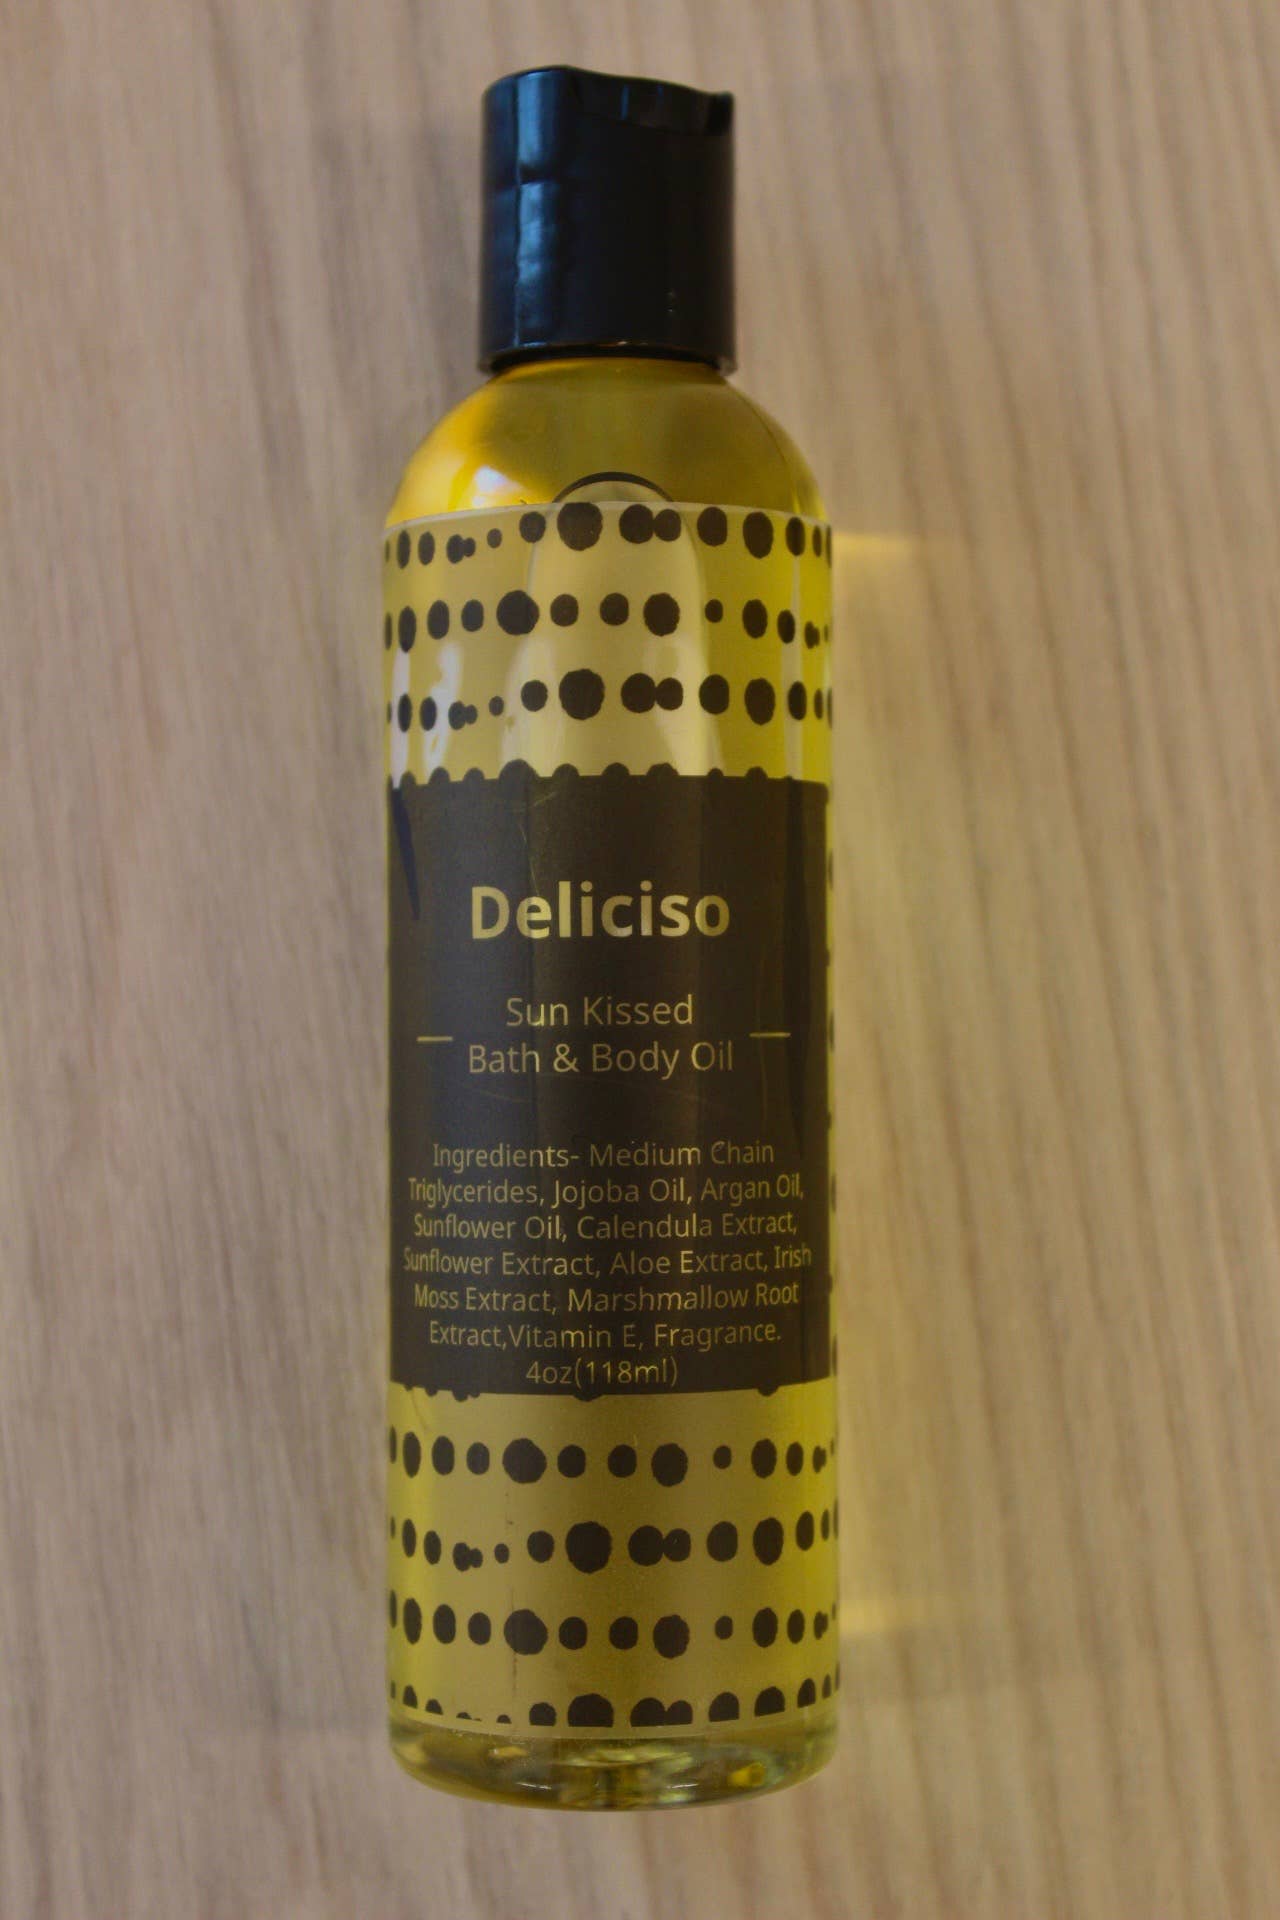 Deliciso
Sun Kissed
Bath & Body Oil
Ingredients- Medium Chain
Triglycerides, Jojoba Oil, Argan Oil,
Sunflower Oil, Calendula Extract,
Sunflower Extract, Aloe Extract, Irish
Moss Extract, Marshmallow Root
Extract,Vitamin E, Fragrance.
4oz(118ml)